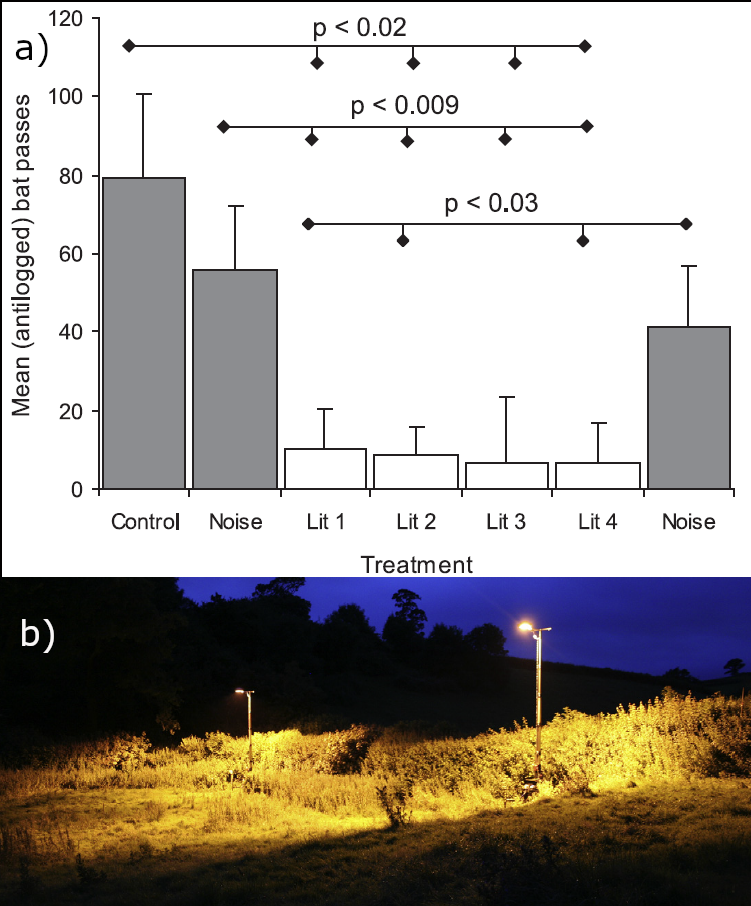 a)
120
100
80
60
40
20
0
Mean (antilogged) bat passes
p < 0.02
p < 0.009
p < 0.03
Control Noise Lit 1 Lit 2 Lit 3 Lit 4 Noise
Treatment
b)